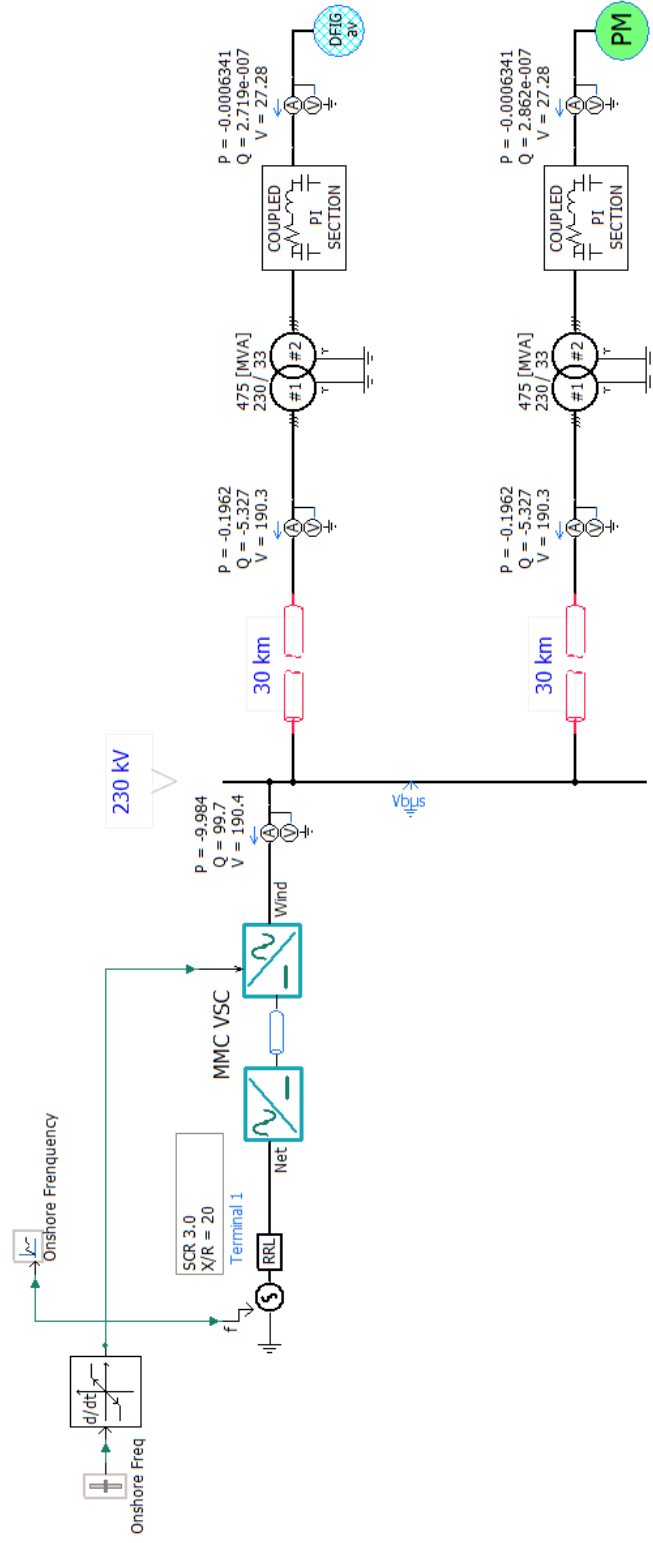 Onshore Freq
d/dt
Onshore Frenquency
f
SCR 3.0
X/R = 20
Terminal 1
RRL
Net
MMC VSC
Wind
P = -9.984
Q = 99.7
V = 190.4
A
V
230 kV
Vbus
30 km
P = -0.1962
Q = -5.327
V = 190.3
A
V
475 [MVA]
230 / 33
#1
#2
COUPLED
PI
SECTION
P = -0.0006341
Q = 2.719e-007
V = 27.28
A
V
DFIG
av
30 km
P = -0.1962
Q = -5.327
V = 190.3
A
V
475 [MVA]
230 / 33
#1
#2
COUPLED
PI
SECTION
P = -0.0006341
Q = 2.862e-007
V = 27.28
A
V
PM